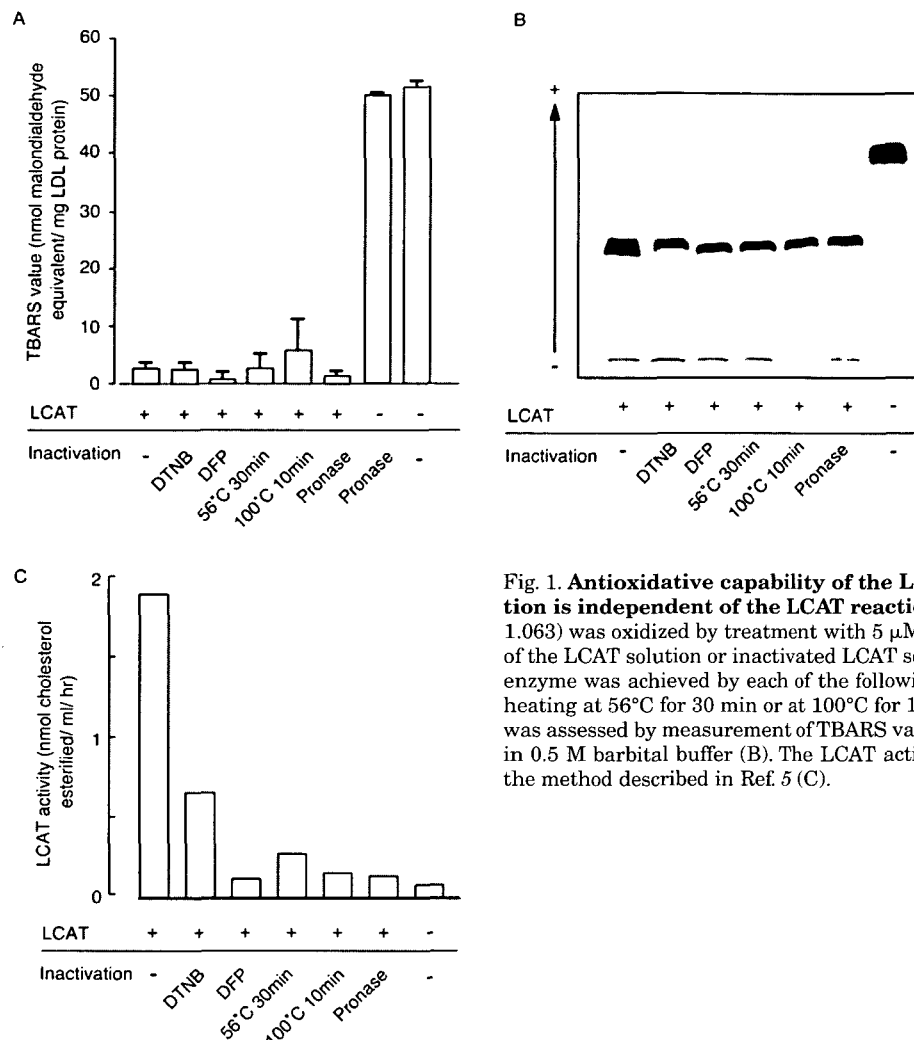 A
TBARS value (nmol malondialdehyde
equivalent/ mg LDL protein)
60
50
40
30
20
10
0
LCAT + + + + + + - -
Inactivation - DTNB DFP 56°C 30min 100°C 10min Pronase Pronase -
B
+
-
LCAT + + + + + + -
Inactivation - DTNB DFP 56°C 30min 100°C 10min Pronase -
C
LCAT activity (nmol cholesterol
esterified/ ml/ hr)
2
1
0
LCAT + + + + + + -
Inactivation - DTNB DFP 56°C 30min 100°C 10min Pronase -
Fig. 1. Antioxidative capability of the L
tion is independent of the LCAT reactio
1.063) was oxidized by treatment with 5 μM
of the LCAT solution or inactivated LCAT s
enzyme was achieved by each of the followi
heating at 56°C for 30 min or at 100°C for 1
was assessed by measurement of TBARS va
in 0.5 M barbital buffer (B). The LCAT acti
the method described in Ref. 5 (C).